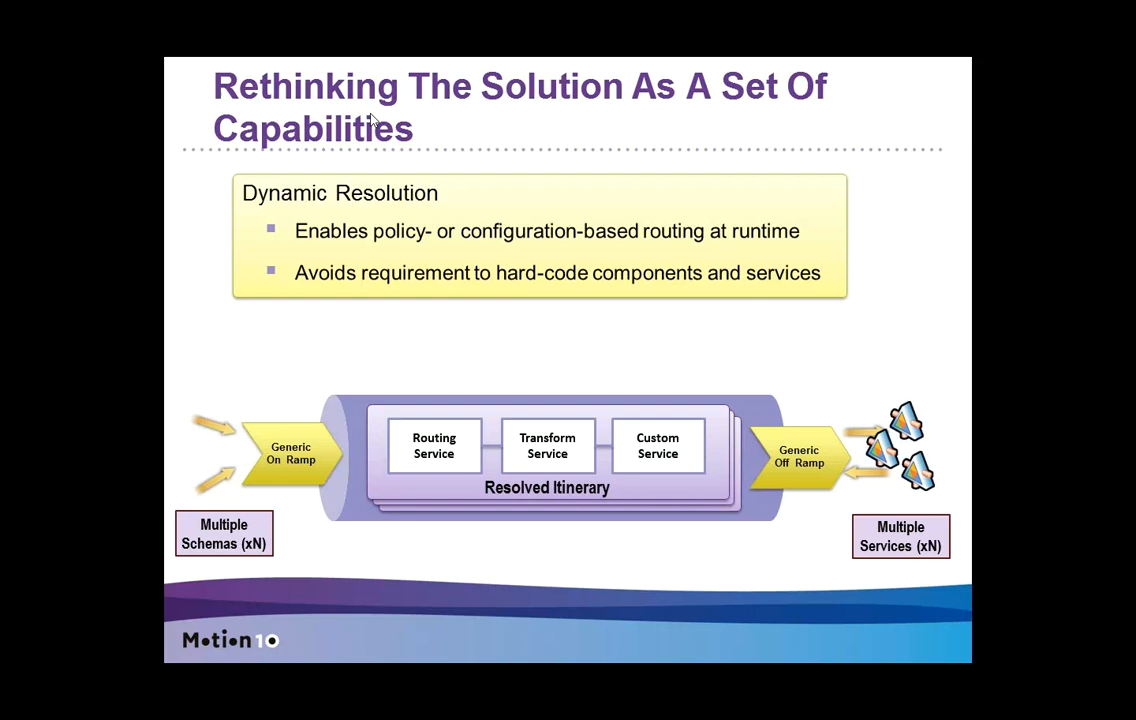 Rethinking The Solution As A Set Of
Capabilities
Dynamic Resolution
Enables policy- or configuration-based routing at runtime
Avoids requirement to hard-code components and services
Generic
On Ramp
Routing
Service
Transform
Service
Custom
Service
Resolved Itinerary
Generic
Off Ramp
Multiple
Schemas (xN)
Multiple
Services (xN)
Motion10